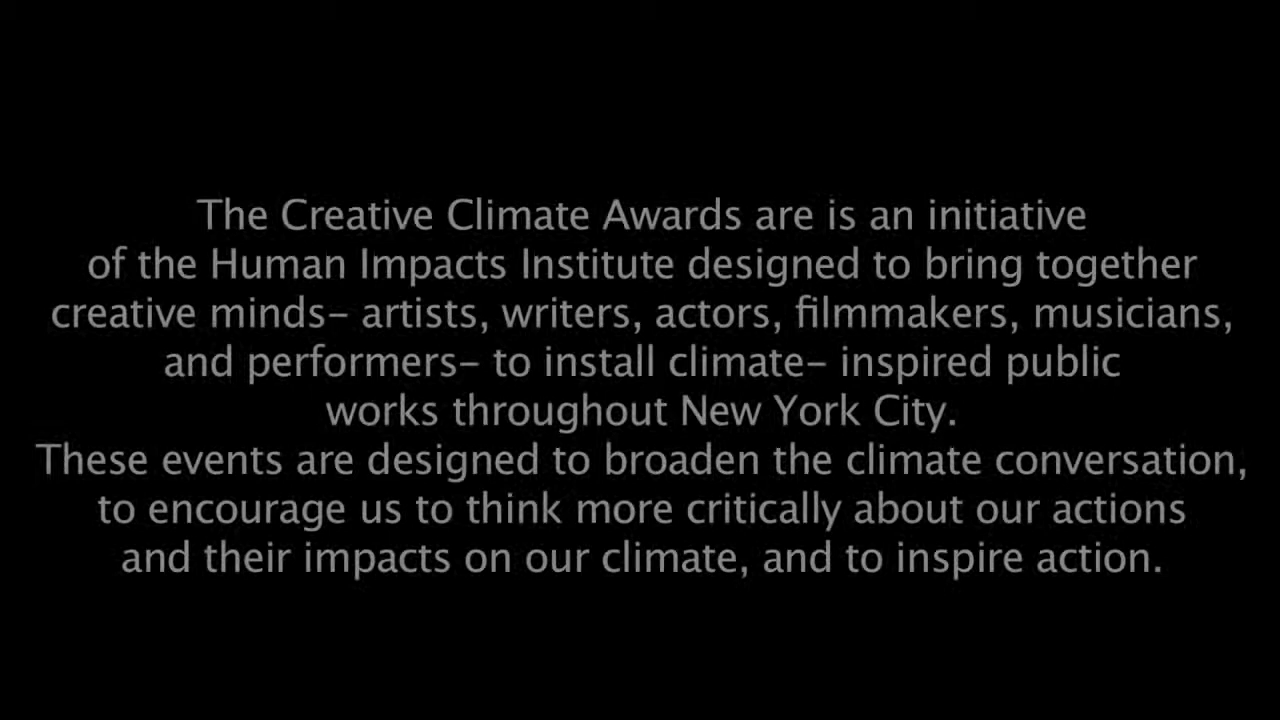 The Creative Climate Awards are is an initiative
of the Human Impacts Institute designed to bring together
creative minds– artists, writers, actors, filmmakers, musicians,
and performers– to install climate– inspired public
works throughout New York City.
These events are designed to broaden the climate conversation,
to encourage us to think more critically about our actions
and their impacts on our climate, and to inspire action.